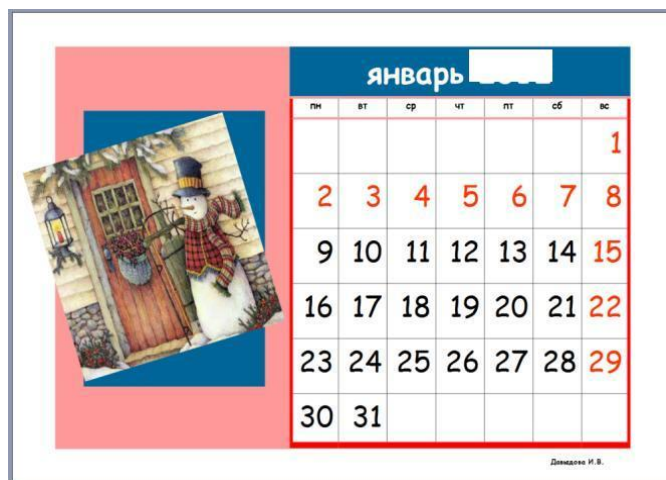 январь
пн вт ср чт пт сб вс
1
2 3 4 5 6 7 8
9 10 11 12 13 14 15
16 17 18 19 20 21 22
23 24 25 26 27 28 29
30 31
Давыдова И.В.